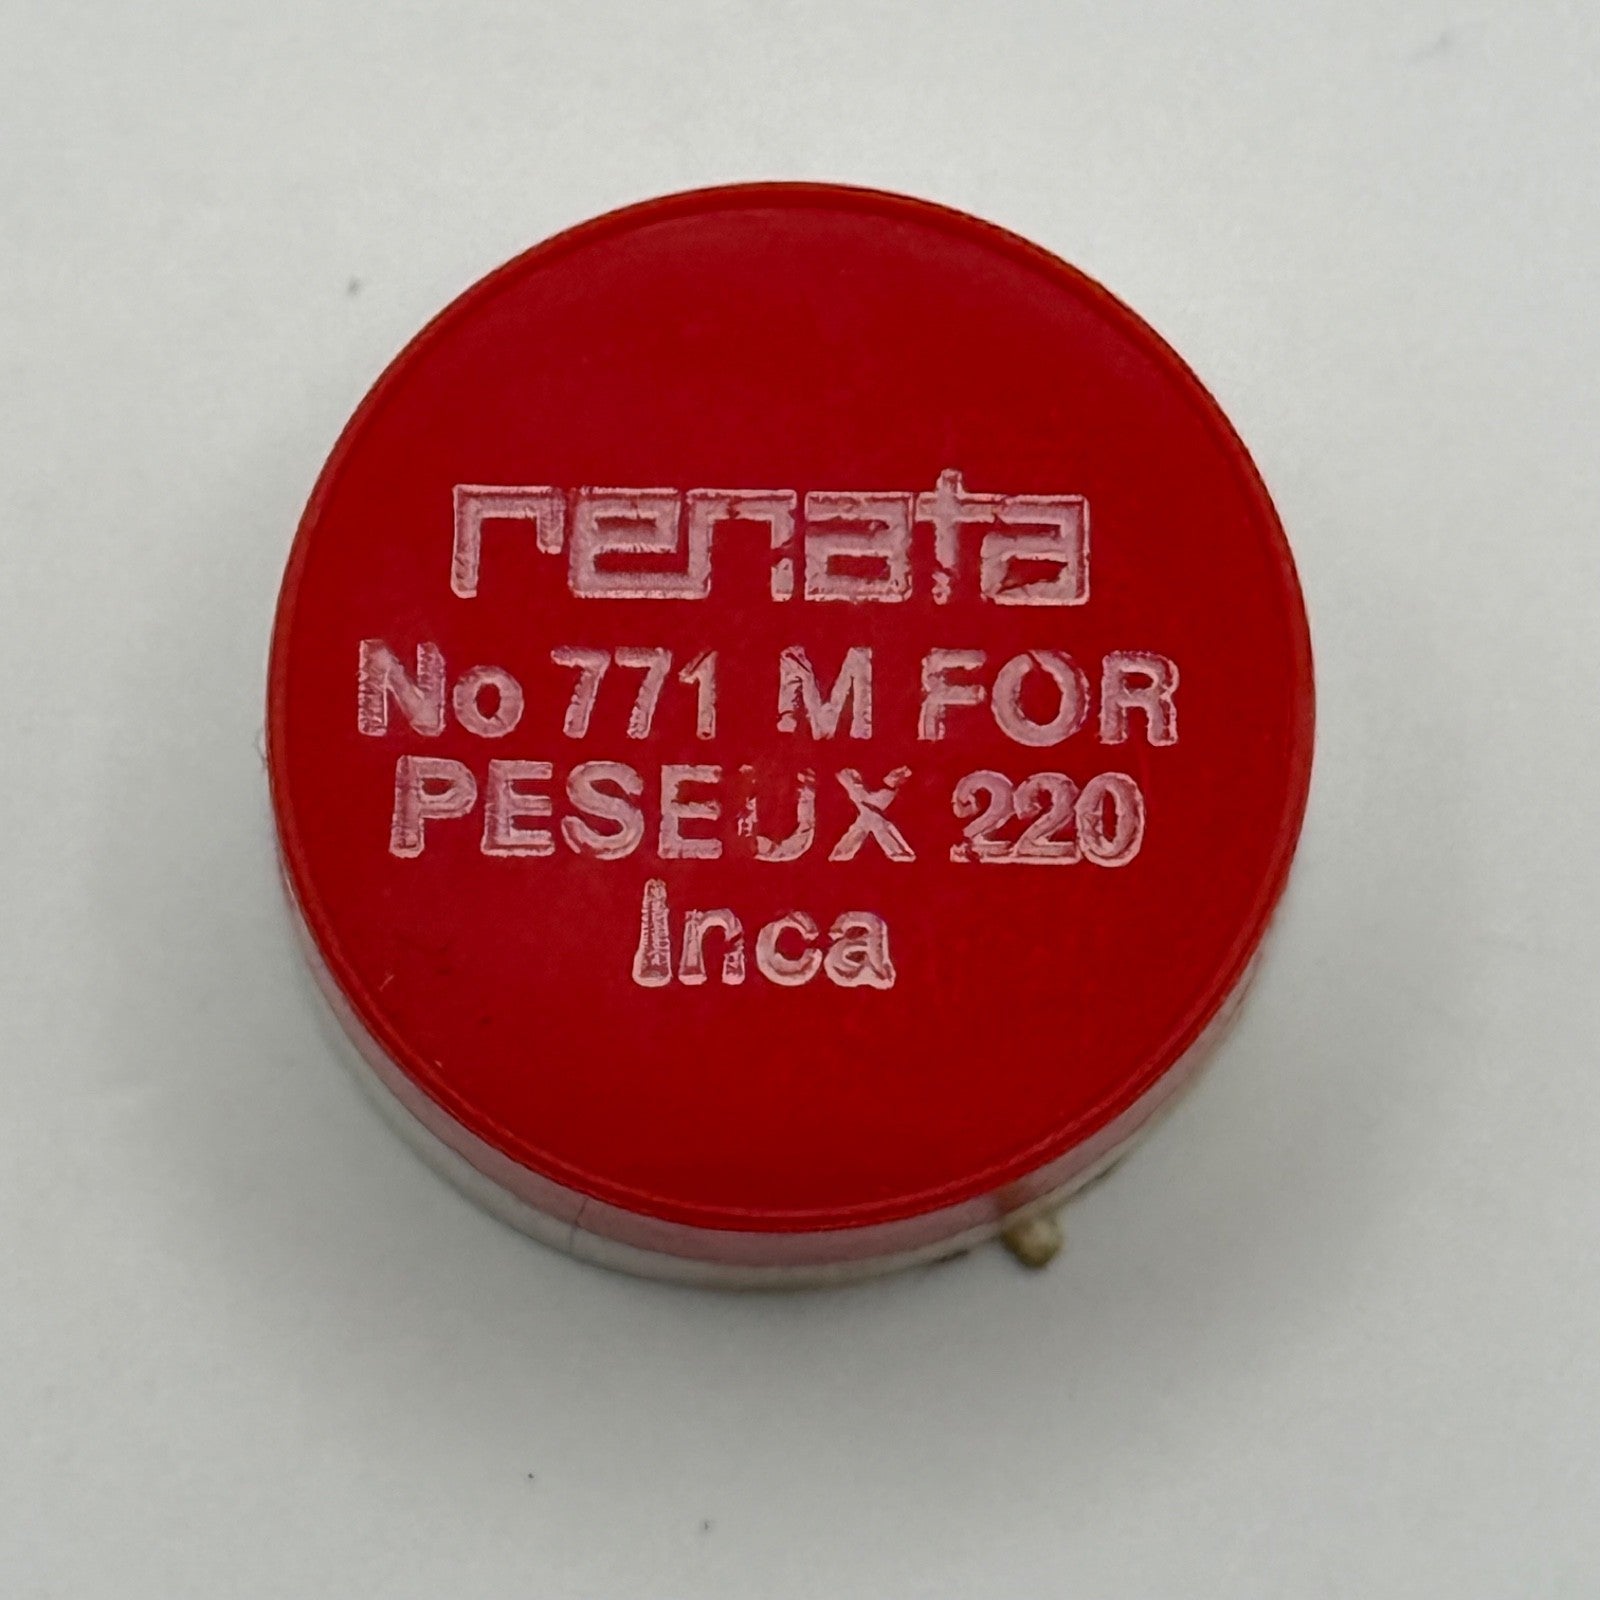 renata
No 771 M FOR
PESEUX 220
Inca